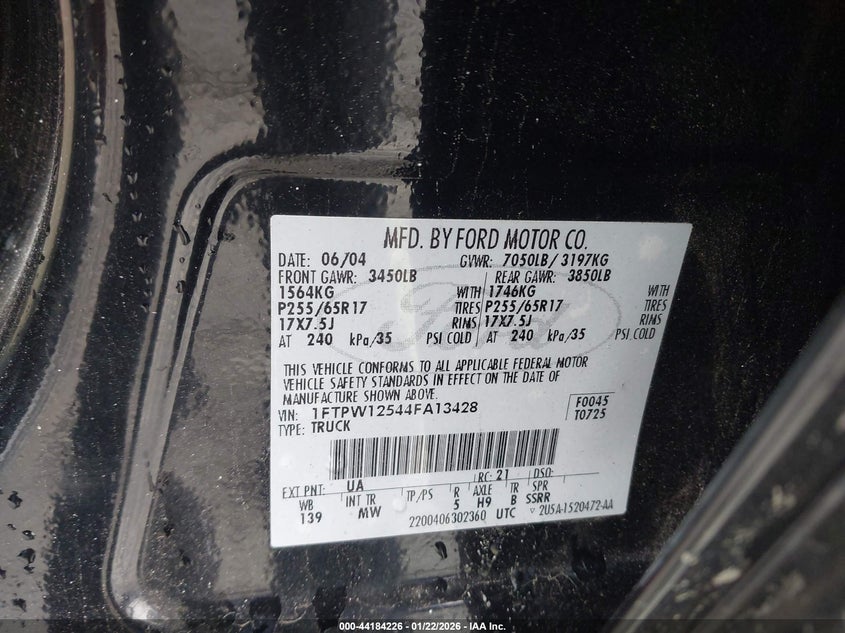 MFD. BY FORD MOTOR CO.
DATE: 06/04 GVWR: 7050LB/ 3197KG
FRONT GAWR: 3450LB REAR GAWR: 3850LB
1564KG WITH 1746KG WITH
P255/65R17 TIRES P255/65R17 TIRES
17X7.5J RIMS 17X7.5J RIMS
AT 240 kPa/35 PSI COLD AT 240 kPa/35 PSI COLD
THIS VEHICLE CONFORMS TO ALL APPLICABLE FEDERAL MOTOR
VEHICLE SAFETY STANDARDS IN EFFECT ON THE DATE OF
MANUFACTURE SHOWN ABOVE.
VIN: 1FTPW12544FA13428 F0045
TYPE: TRUCK T0725
EXT PNT: UA RC: 21 DSO:
WB INT TR TP/PS R AXLE TR SPR
139 MW 5 H9 B SSRR
2200406302360 UTC ▽ 2U5A-1520472-AA
Ford
000-44184226 - 01/22/2026 - IAA Inc.